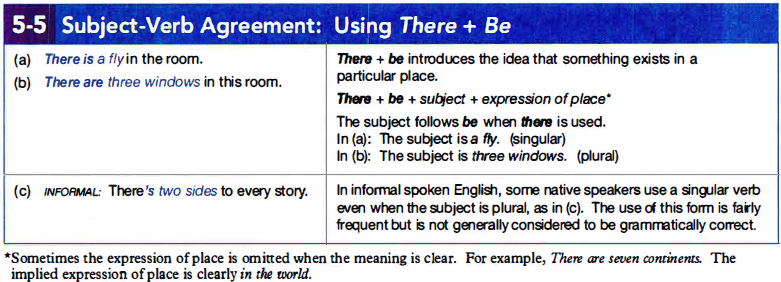 5-5 Subject-Verb Agreement: Using There + Be
(a) There is a fly in the room.
(b) There are three windows in this room.
There + be introduces the idea that something exists in a
particular place.
There + be + subject + expression of place*
The subject follows be when there is used.
In (a): The subject is a fly. (singular)
In (b): The subject is three windows. (plural)
(c) INFORMAL: There's two sides to every story.
In informal spoken English, some native speakers use a singular verb
even when the subject is plural, as in (c). The use of this form is fairly
frequent but is not generally considered to be grammatically correct.
*Sometimes the expression of place is omitted when the meaning is clear. For example, There are seven continents. The
implied expression of place is clearly in the world.